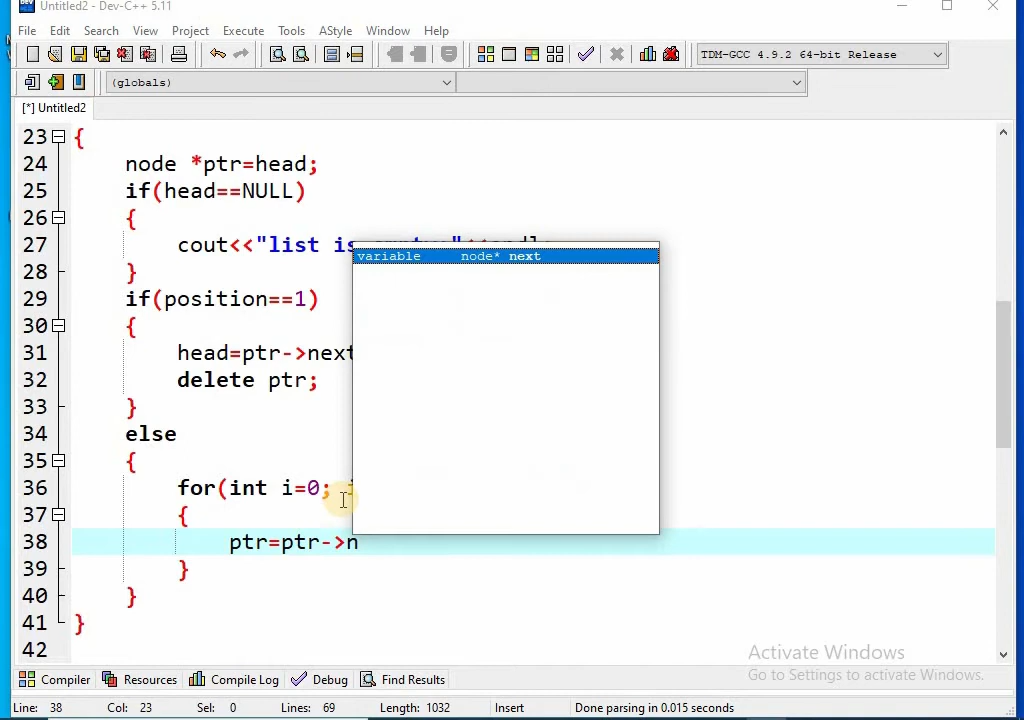 Untitled2 - Dev-C++ 5.11
File Edit Search View Project Execute Tools AStyle Window Help
TDM-GCC 4.9.2 64-bit Release
(globals)
[*] Untitled2
23 {
24 node *ptr=head;
25 if(head==NULL)
26 {
27 cout<<"list is
variable node* next
28 }
29 if(position==1)
30 {
31 head=ptr->next
32 delete ptr;
33 }
34 else
35 {
36 for(int i=0;
37 {
38 ptr=ptr->n
39 }
40 }
41 }
42
Activate Windows
Go to Settings to activate Windows.
Compiler Resources Compile Log Debug Find Results
Line: 38 Col: 23 Sel: 0 Lines: 69 Length: 1032 Insert Done parsing in 0.015 seconds